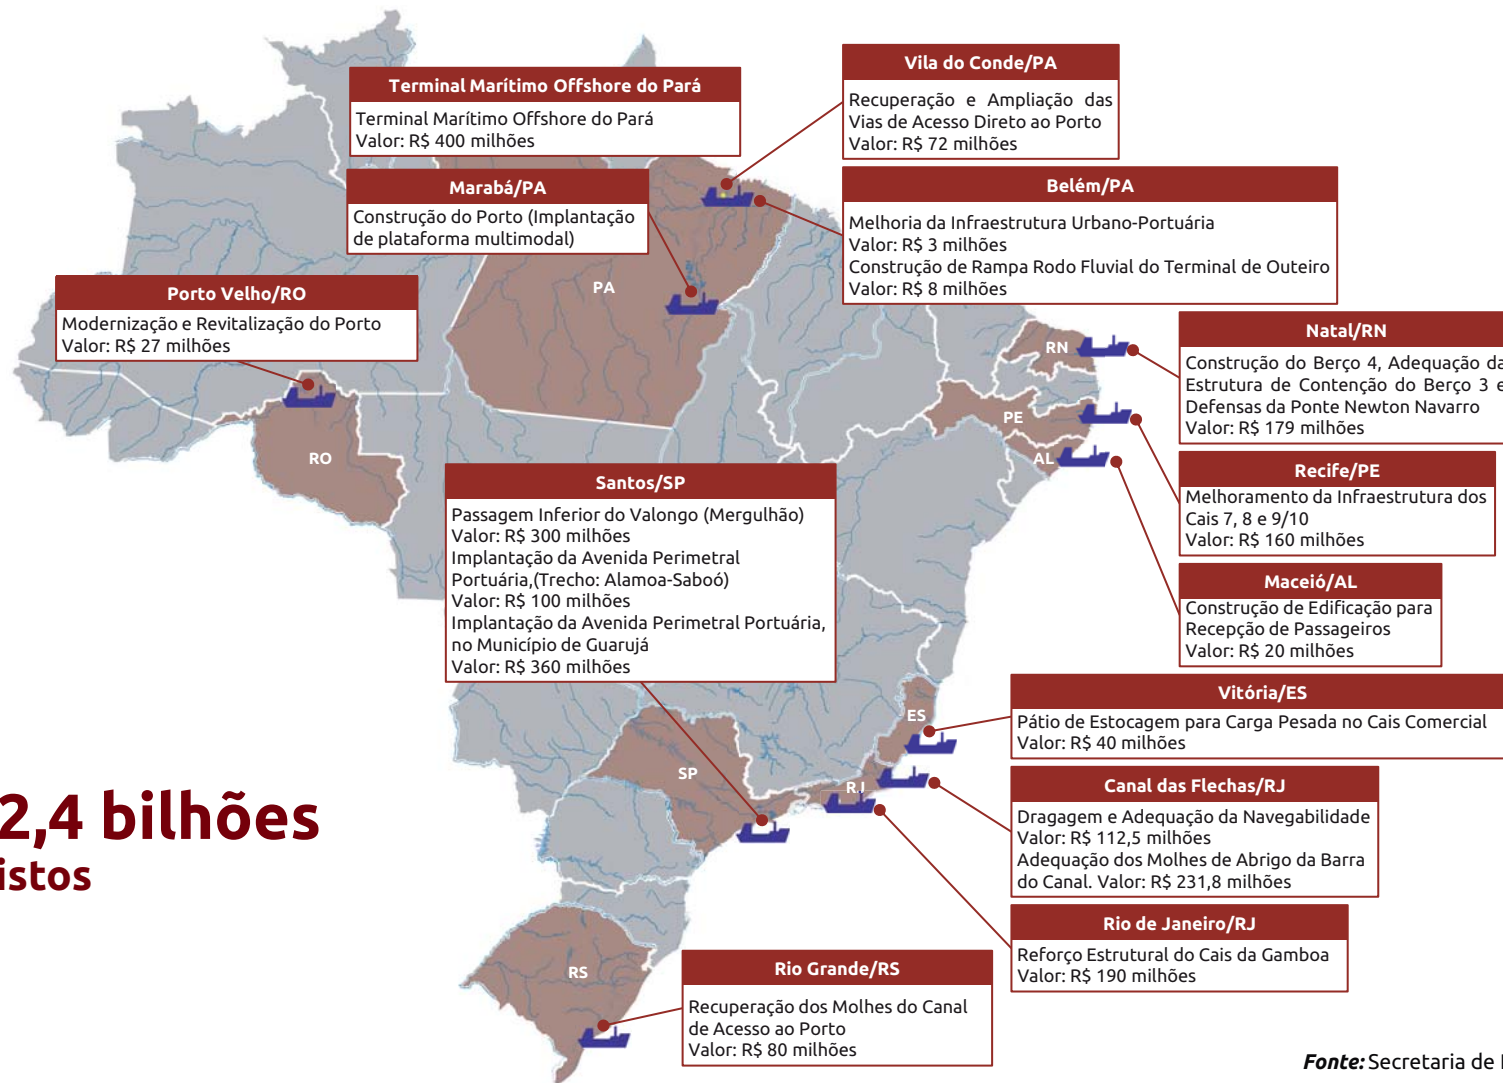 Terminal Marítimo Offshore do Pará
Terminal Marítimo Offshore do Pará
Valor: R$ 400 milhões
Vila do Conde/PA
Recuperação e Ampliação das
Vias de Acesso Direto ao Porto
Valor: R$ 72 milhões
Marabá/PA
Construção do Porto (Implantação
de plataforma multimodal)
Belém/PA
Melhoria da Infraestrutura Urbano-Portuária
Valor: R$ 3 milhões
Construção de Rampa Rodo Fluvial do Terminal de Outeiro
Valor: R$ 8 milhões
Porto Velho/RO
Modernização e Revitalização do Porto
Valor: R$ 27 milhões
PA
RN
PE
AL
RO
Natal/RN
Construção do Berço 4, Adequação da
Estrutura de Contenção do Berço 3 e
Defensas da Ponte Newton Navarro
Valor: R$ 179 milhões
Recife/PE
Melhoramento da Infraestrutura dos
Cais 7, 8 e 9/10
Valor: R$ 160 milhões
Santos/SP
Passagem Inferior do Valongo (Mergulhão)
Valor: R$ 300 milhões
Implantação da Avenida Perimetral
Portuária,(Trecho: Alamoa-Saboó)
Valor: R$ 100 milhões
Implantação da Avenida Perimetral Portuária,
no Município de Guarujá
Valor: R$ 360 milhões
Maceió/AL
Construção de Edificação para
Recepção de Passageiros
Valor: R$ 20 milhões
Vitória/ES
Pátio de Estocagem para Carga Pesada no Cais Comercial
Valor: R$ 40 milhões
ES
SP
RJ
Canal das Flechas/RJ
Dragagem e Adequação da Navegabilidade
Valor: R$ 112,5 milhões
Adequação dos Molhes de Abrigo da Barra
do Canal. Valor: R$ 231,8 milhões
2,4 bilhões
istos
Rio de Janeiro/RJ
Reforço Estrutural do Cais da Gamboa
Valor: R$ 190 milhões
RS
Rio Grande/RS
Recuperação dos Molhes do Canal
de Acesso ao Porto
Valor: R$ 80 milhões
Fonte: Secretaria de